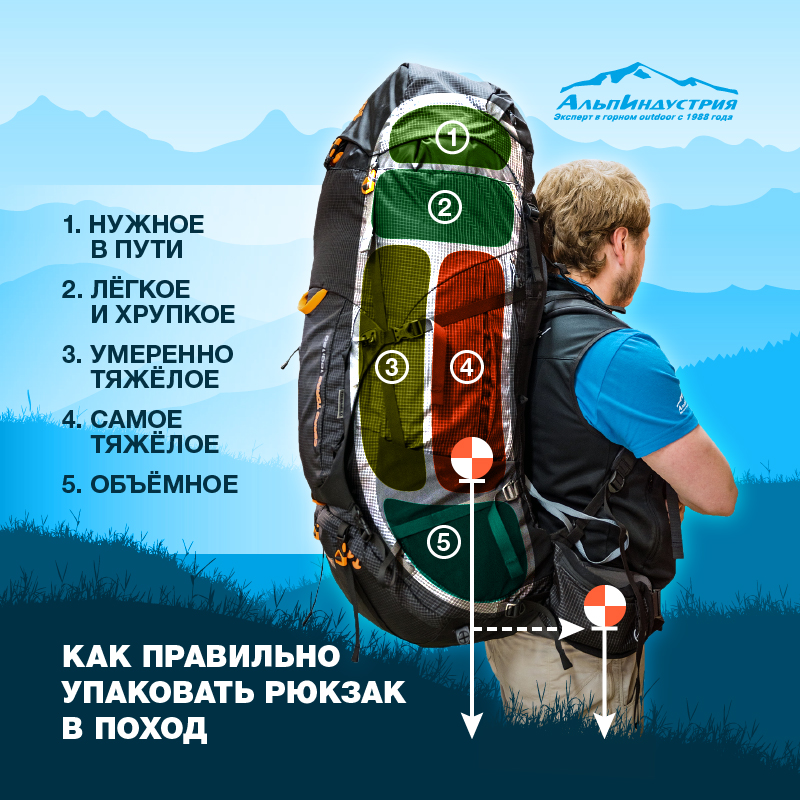 АльпИндустрия
Эксперт в горном outdoor с 1988 года
1. НУЖНОЕ
В ПУТИ
2. ЛЁГКОЕ
И ХРУПКОЕ
3. УМЕРЕННО
ТЯЖЁЛОЕ
4. САМОЕ
ТЯЖЁЛОЕ
5. ОБЪЁМНОЕ
1
2
3
4
5
КАК ПРАВИЛЬНО
УПАКОВАТЬ РЮКЗАК
В ПОХОД